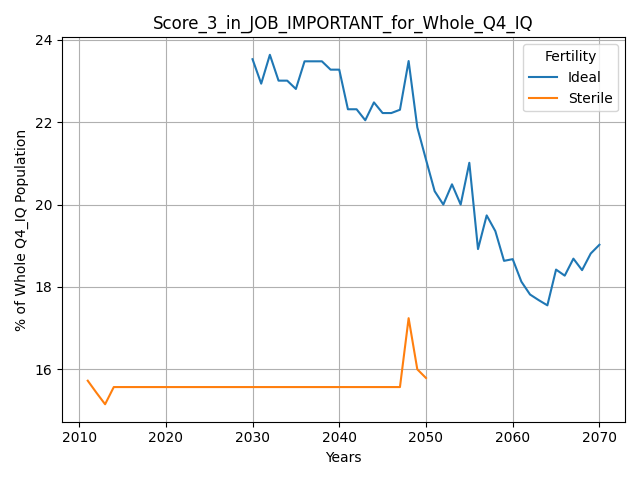 Score_3_in_JOB_IMPORTANT_for_Whole_Q4_IQ
24
22
20
18
16
% of Whole Q4_IQ Population
Fertility
Ideal
Sterile
2010 2020 2030 2040 2050 2060 2070
Years